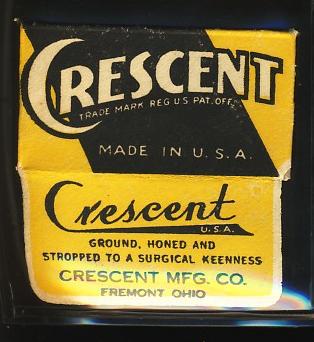 CRESCENT
TRADE MARK REG U S PAT. OFF.
MADE IN U. S. A.
Crescent
U.S.A.
GROUND, HONED AND
STROPPED TO A SURGICAL KEENNESS
CRESCENT MFG. CO.
FREMONT OHIO